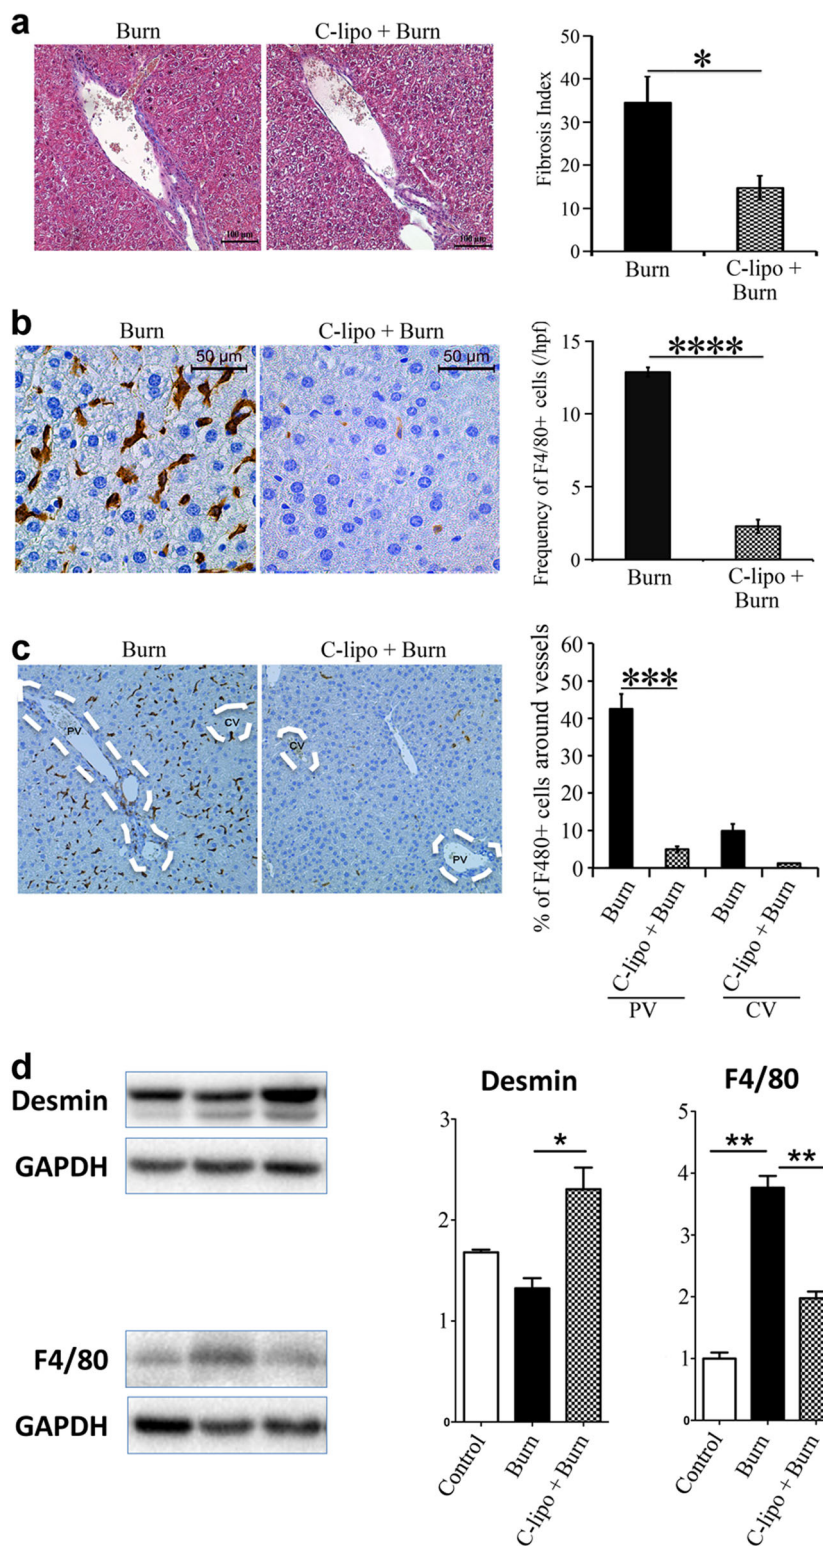 a
Burn
C-lipo + Burn
100 µm
100 µm
Fibrosis Index
50
40
30
20
10
0
*
Burn
C-lipo +
Burn
b
Burn
C-lipo + Burn
50 µm
50 µm
Frequency of F4/80+ cells (/hpf)
15
10
5
0
****
Burn
C-lipo +
Burn
c
Burn
C-lipo + Burn
PV
CV
CV
PV
% of F480+ cells around vessels
60
50
40
30
20
10
0
***
Burn
C-lipo + Burn
Burn
C-lipo + Burn
PV
CV
d
Desmin
GAPDH
F4/80
GAPDH
Desmin
3
2
1
0
*
Control
Burn
C-lipo + Burn
F4/80
5
4
3
2
1
0
**
**
Control
Burn
C-lipo + Burn